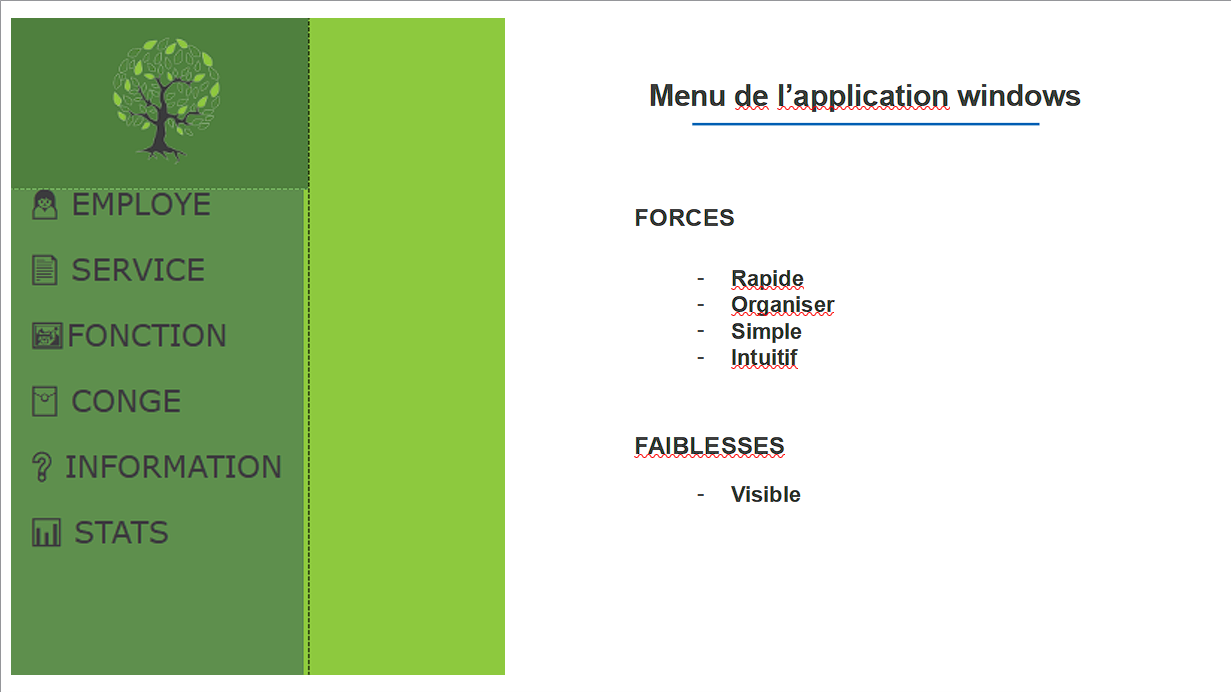 EMPLOYE
SERVICE
FONCTION
CONGE
INFORMATION
STATS
Menu de l’application windows
FORCES
- Rapide
- Organiser
- Simple
- Intuitif
FAIBLESSES
- Visible